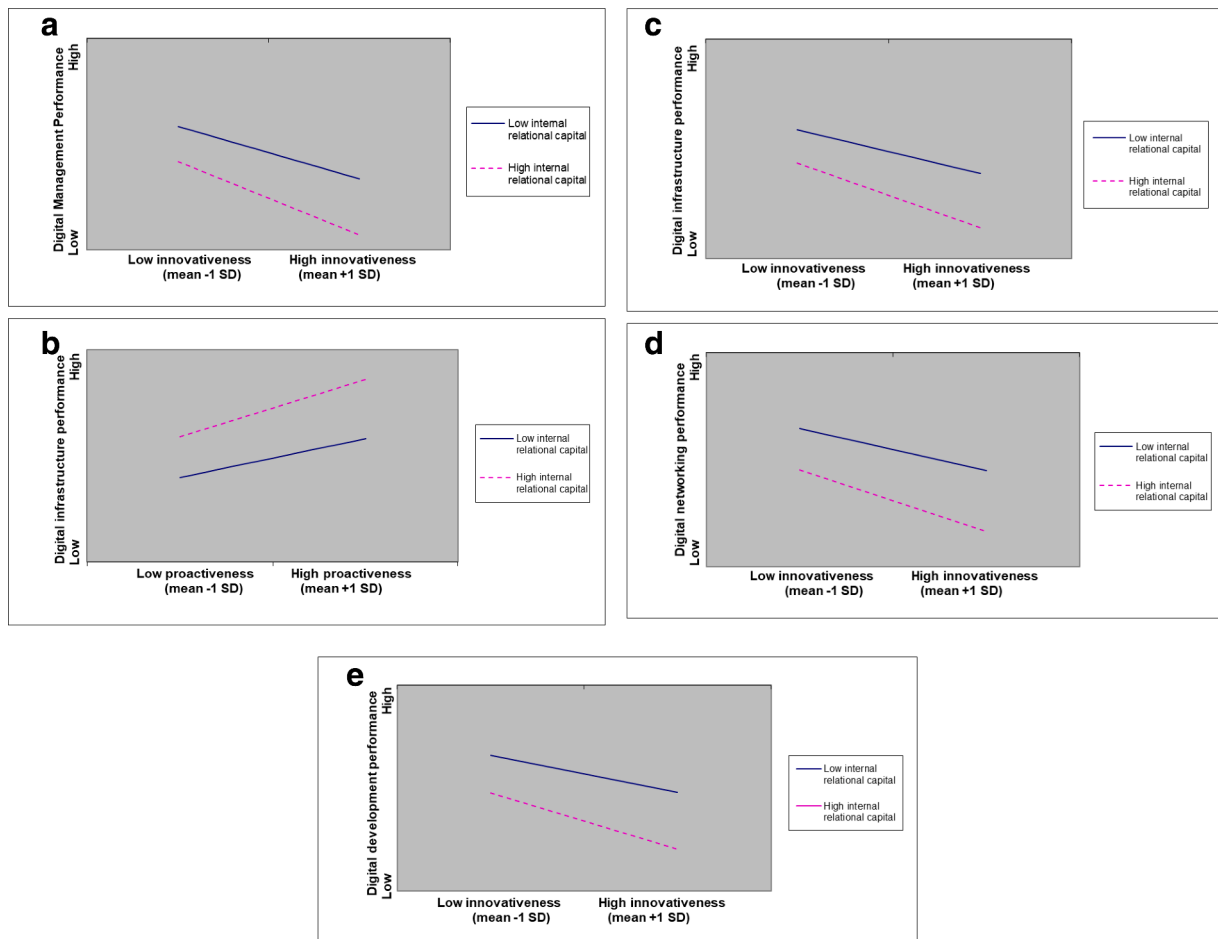 a
Digital Management Performance
Low
High
Low innovativeness
(mean -1 SD)
High innovativeness
(mean +1 SD)
Low internal
relational capital
High internal
relational capital
c
Digital infrastructure performance
Low
High
Low innovativeness
(mean -1 SD)
High innovativeness
(mean +1 SD)
Low internal
relational capital
High internal
relational capital
b
Digital infrastructure performance
Low
High
Low proactiveness
(mean -1 SD)
High proactiveness
(mean +1 SD)
Low internal
relational capital
High internal
relational capital
d
Digital networking performance
Low
High
Low innovativeness
(mean -1 SD)
High innovativeness
(mean +1 SD)
Low internal
relational capital
High internal
relational capital
e
Digital development performance
Low
High
Low innovativeness
(mean -1 SD)
High innovativeness
(mean +1 SD)
Low internal
relational capital
High internal
relational capital